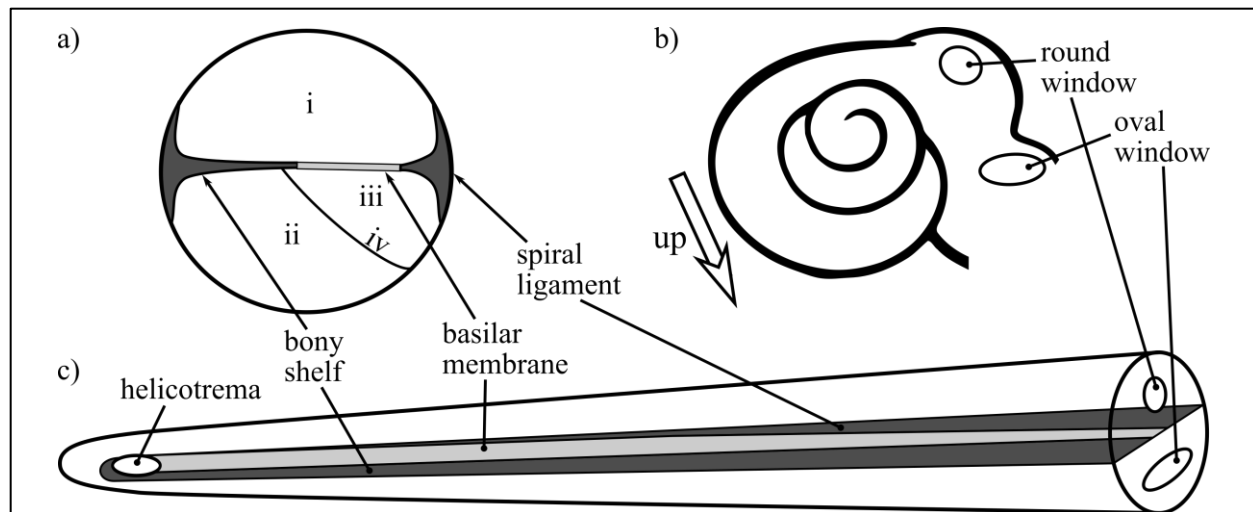 a)
i
ii
iii
iv
b)
up
round
window
oval
window
spiral
ligament
basilar
membrane
bony
shelf
c)
helicotrema